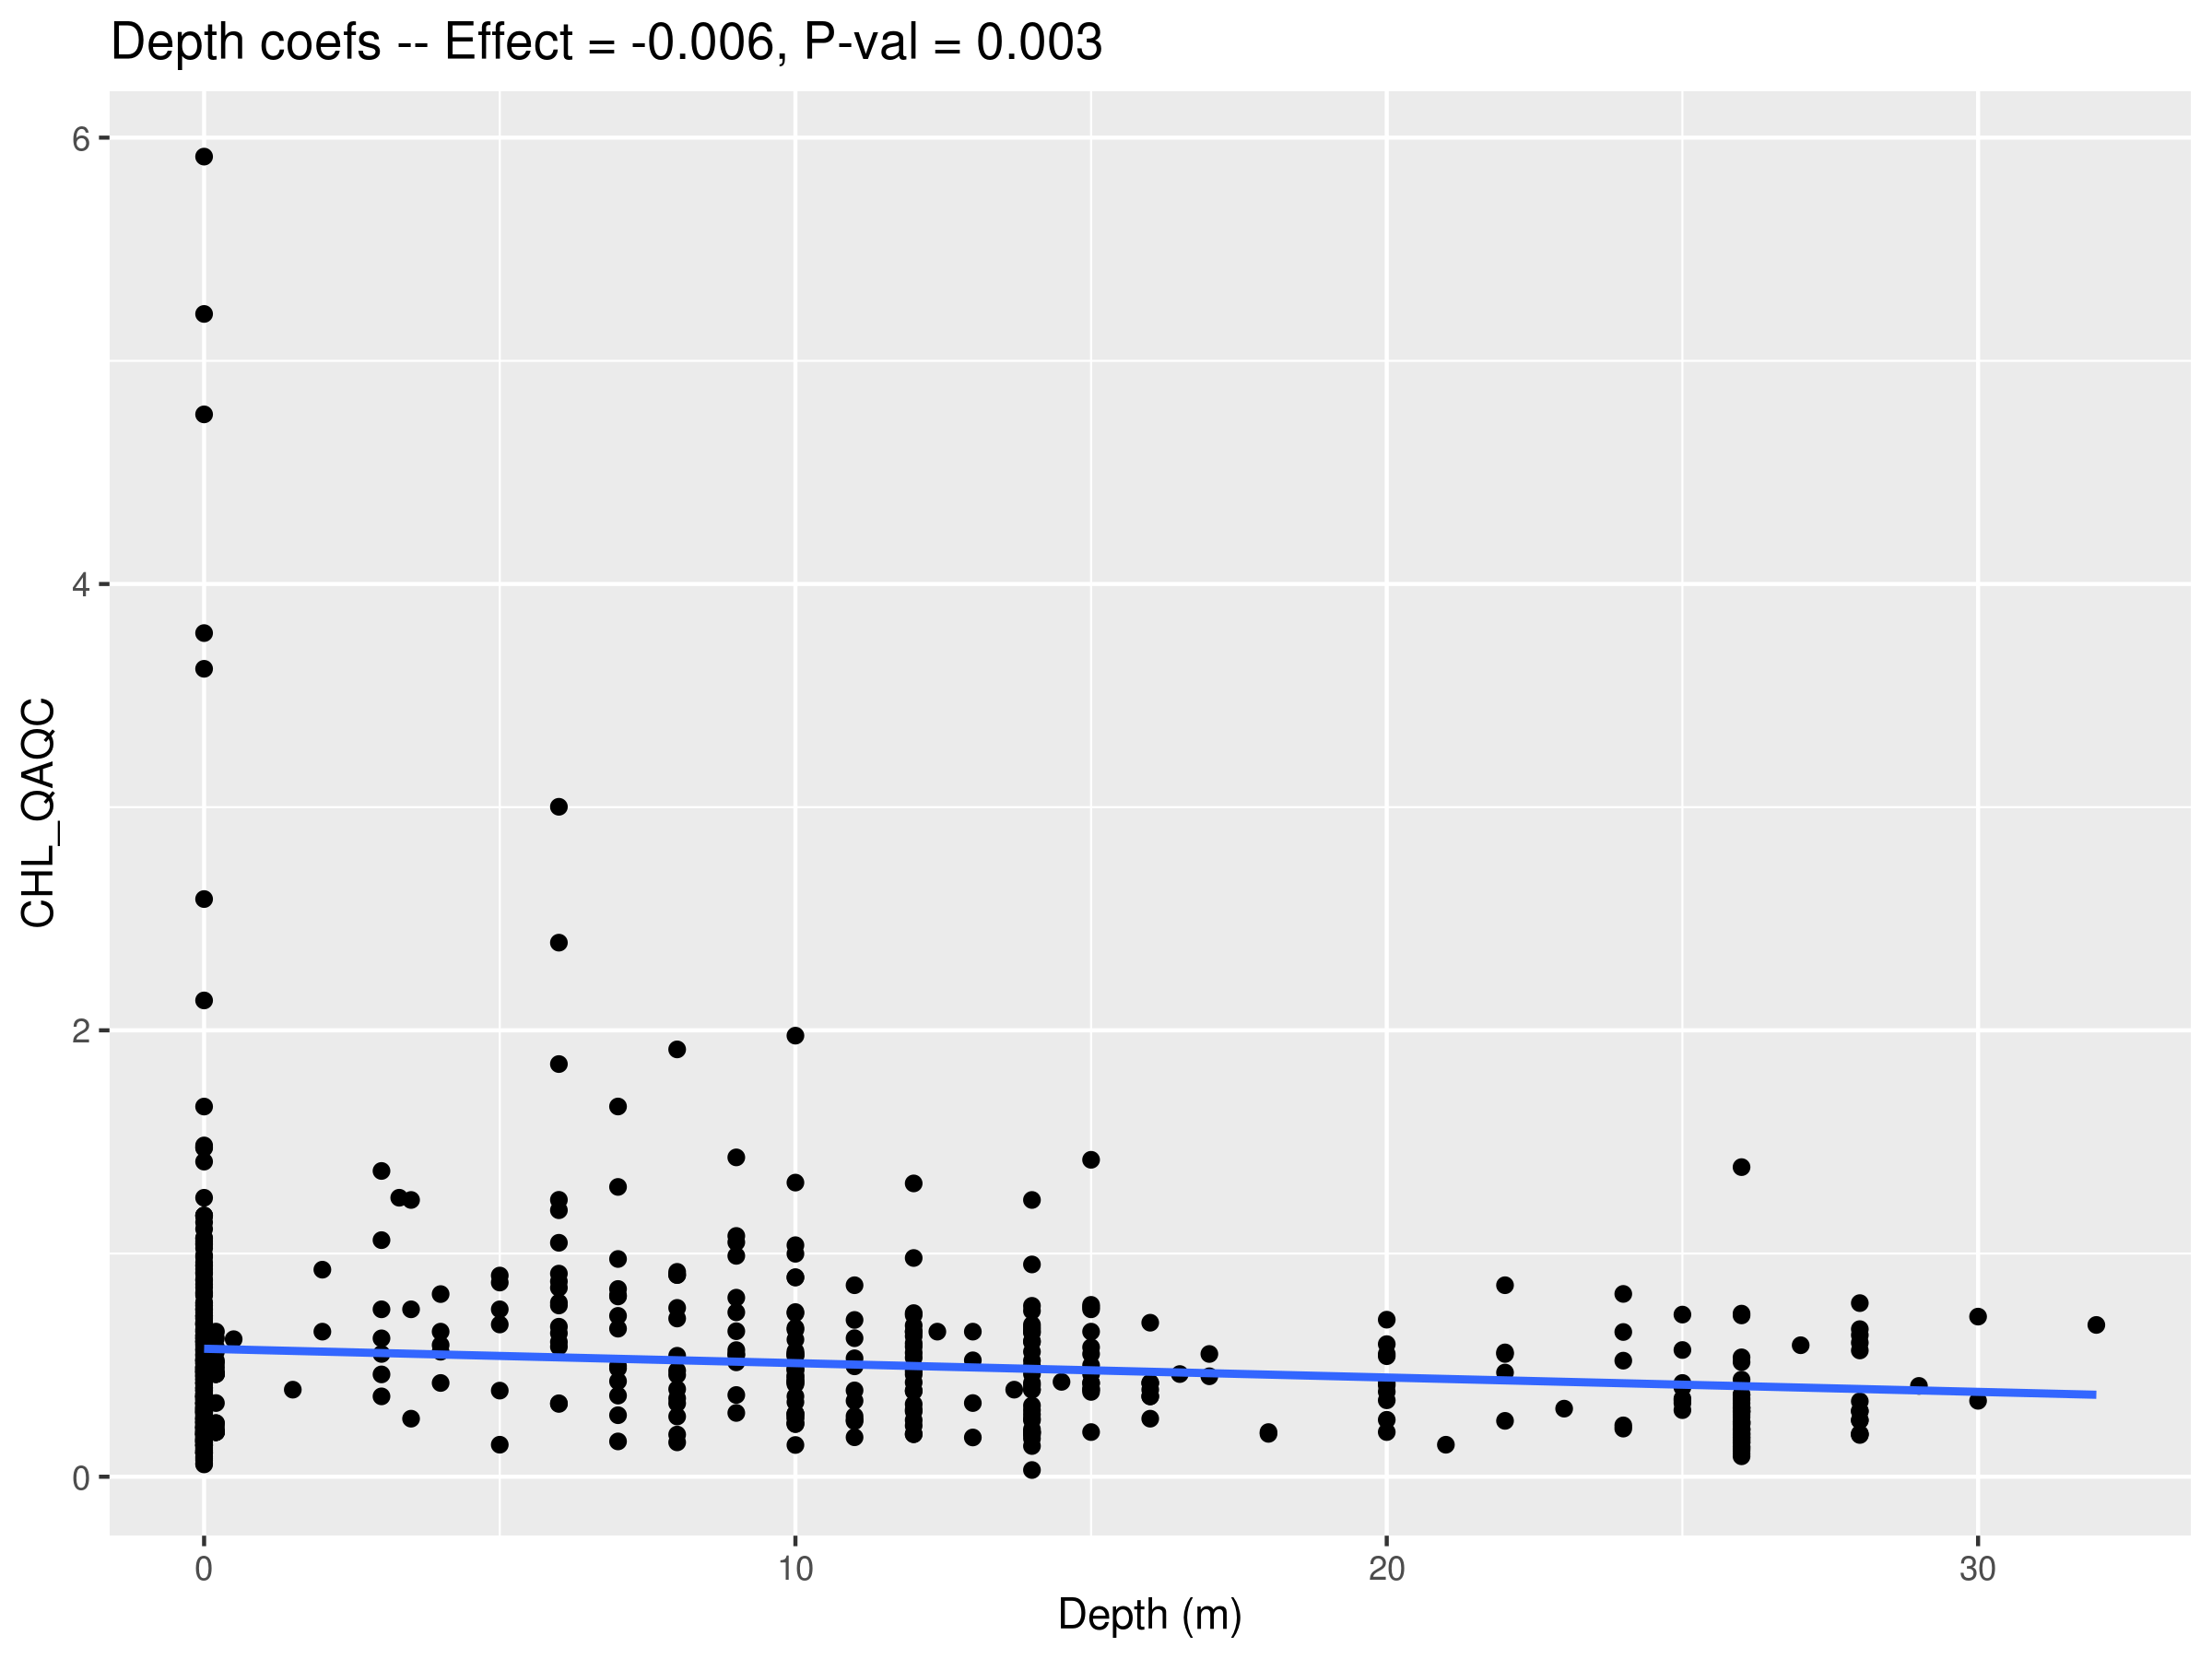 Depth coefs -- Effect = -0.006, P-val = 0.003
6
4
2
0
CHL_QAQC
0 10 20 30
Depth (m)